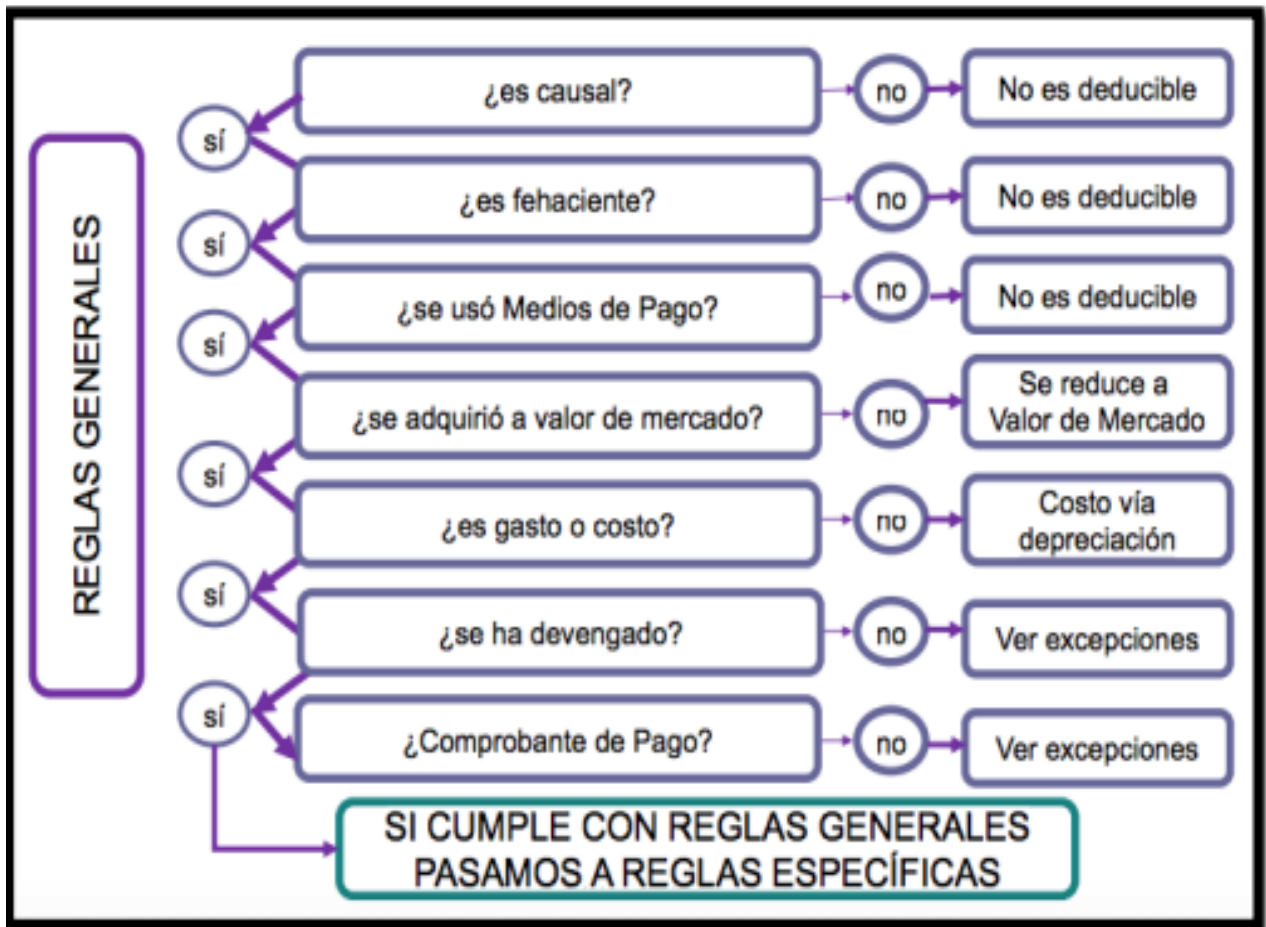 REGLAS GENERALES
¿es causal?
no
No es deducible
sí
¿es fehaciente?
no
No es deducible
sí
¿se usó Medios de Pago?
no
No es deducible
sí
¿se adquirió a valor de mercado?
no
Se reduce a
Valor de Mercado
sí
¿es gasto o costo?
no
Costo vía
depreciación
sí
¿se ha devengado?
no
Ver excepciones
sí
¿Comprobante de Pago?
no
Ver excepciones
SI CUMPLE CON REGLAS GENERALES
PASAMOS A REGLAS ESPECÍFICAS